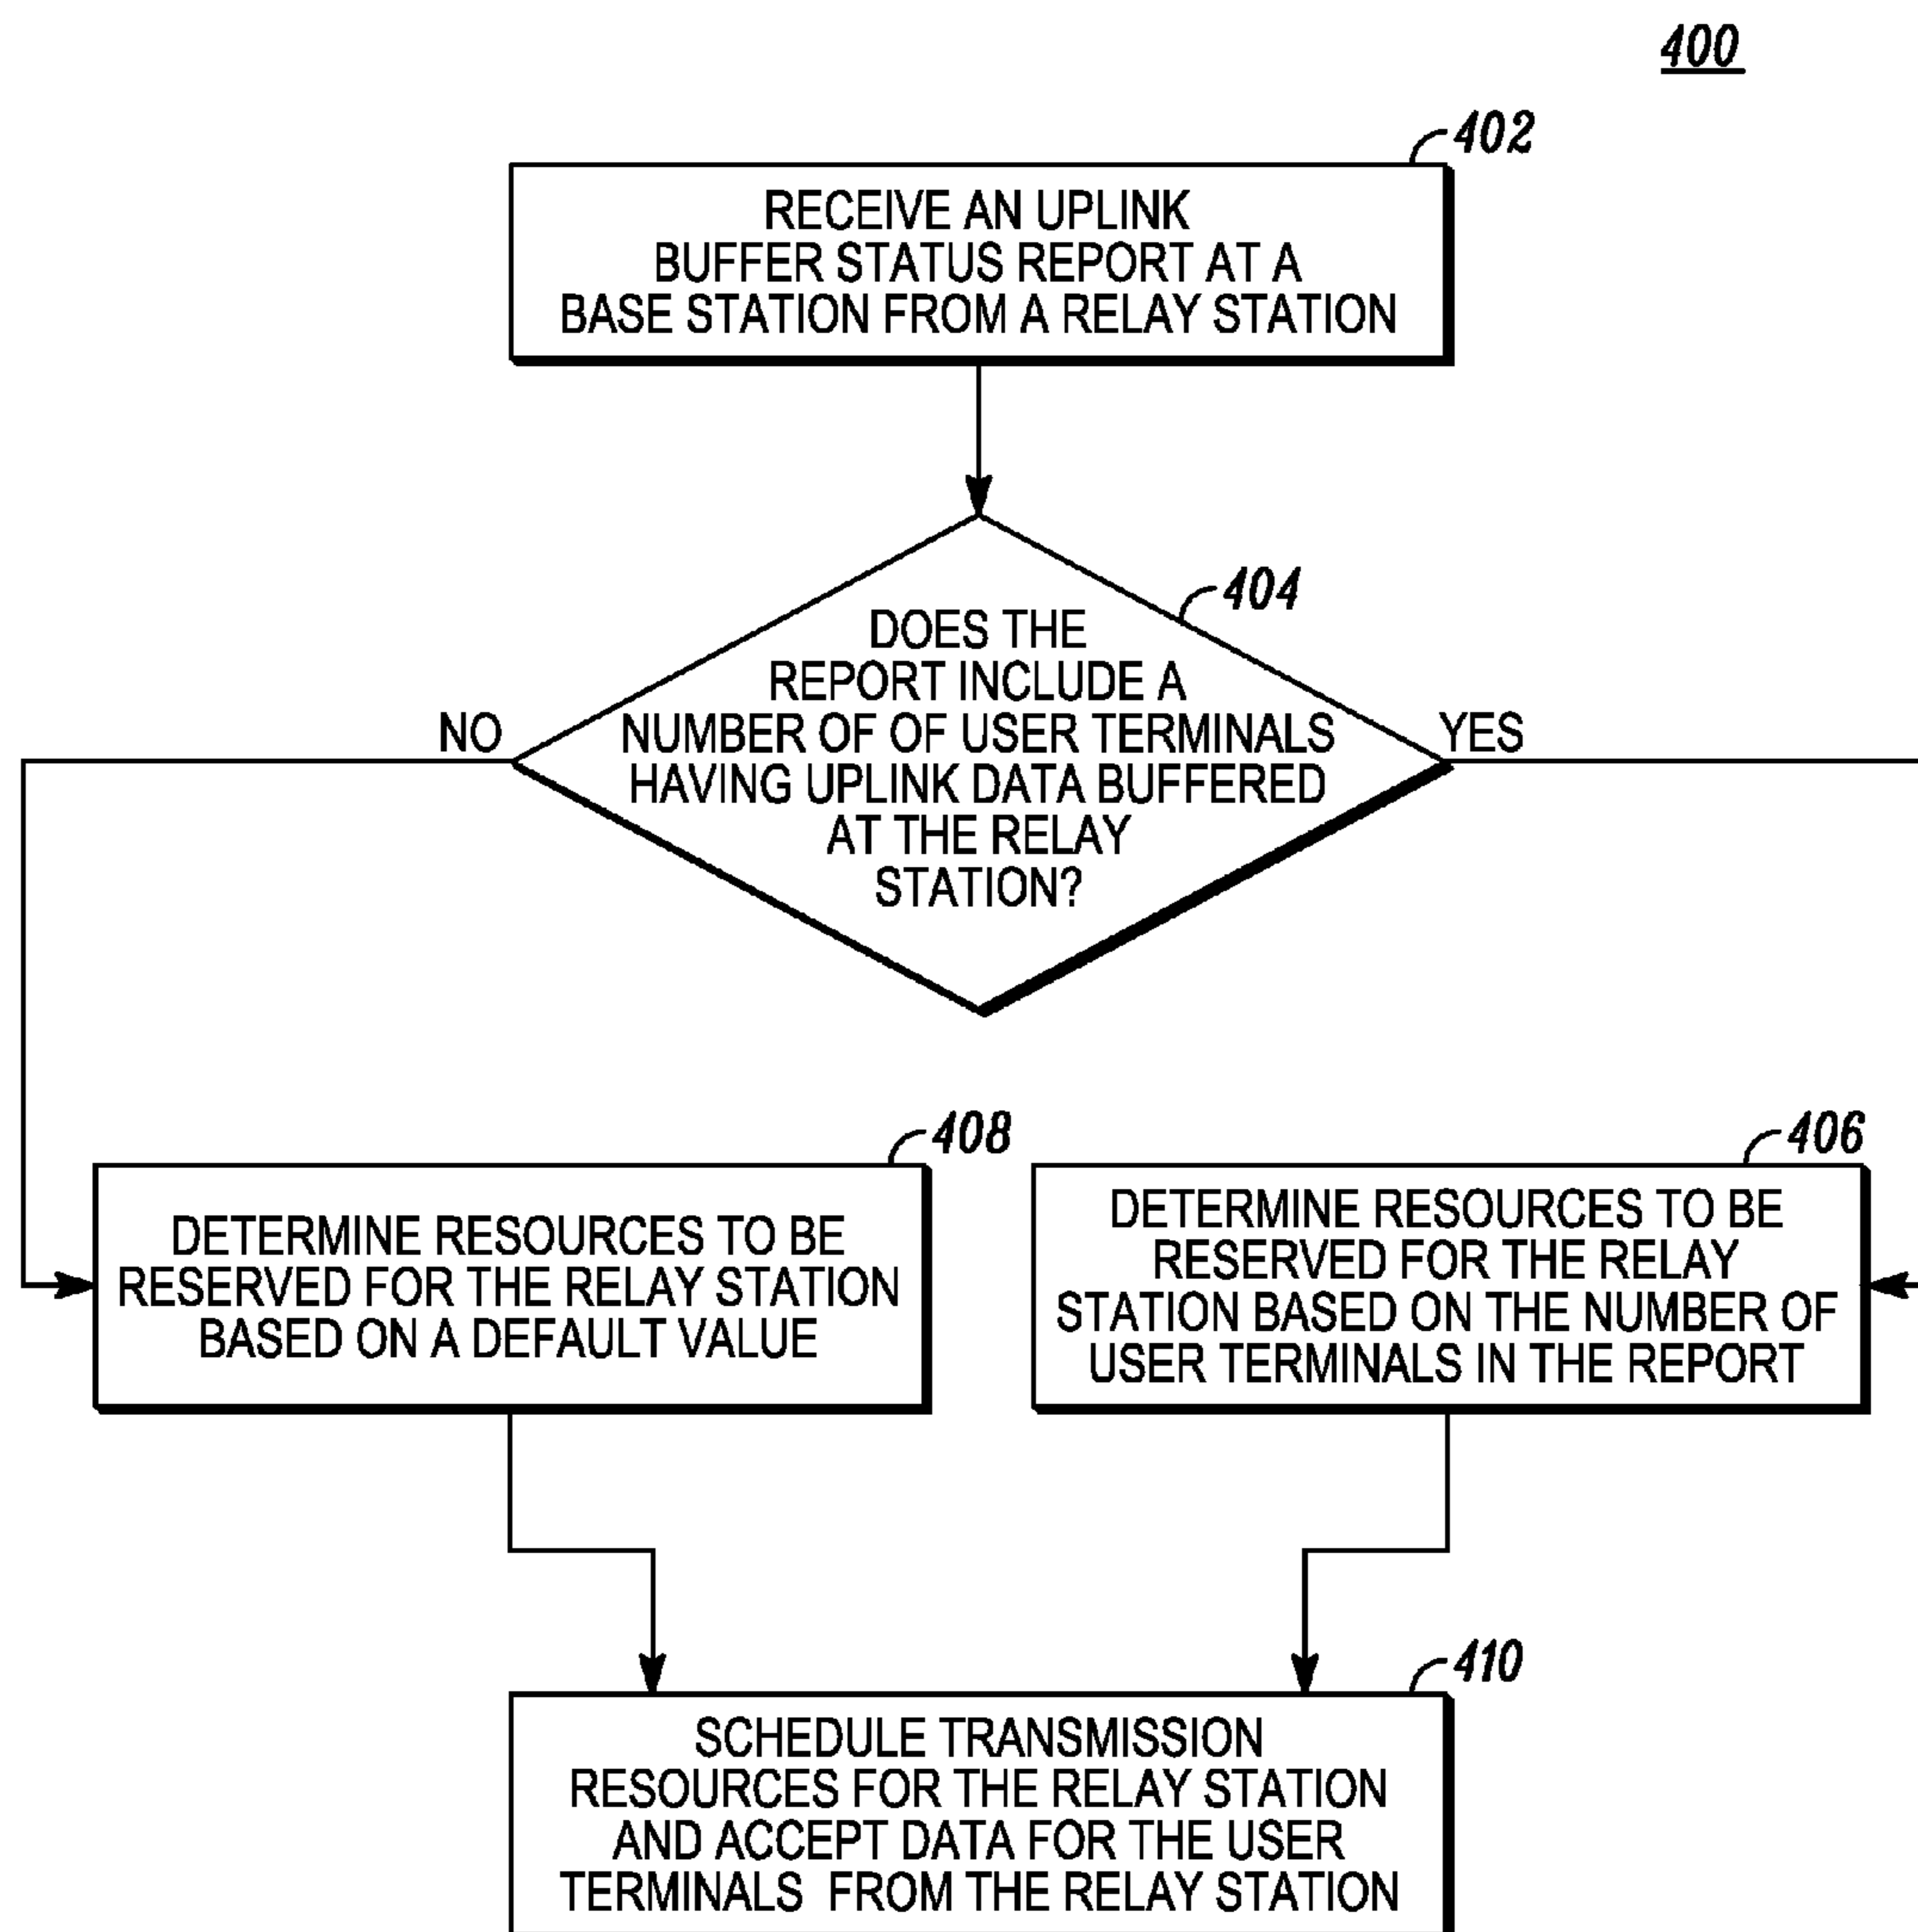 400
402
RECEIVE AN UPLINK
BUFFER STATUS REPORT AT A
BASE STATION FROM A RELAY STATION
404
DOES THE
REPORT INCLUDE A
NUMBER OF OF USER TERMINALS
HAVING UPLINK DATA BUFFERED
AT THE RELAY
STATION?
NO
YES
408
DETERMINE RESOURCES TO BE
RESERVED FOR THE RELAY STATION
BASED ON A DEFAULT VALUE
406
DETERMINE RESOURCES TO BE
RESERVED FOR THE RELAY
STATION BASED ON THE NUMBER OF
USER TERMINALS IN THE REPORT
410
SCHEDULE TRANSMISSION
RESOURCES FOR THE RELAY STATION
AND ACCEPT DATA FOR THE USER
TERMINALS FROM THE RELAY STATION